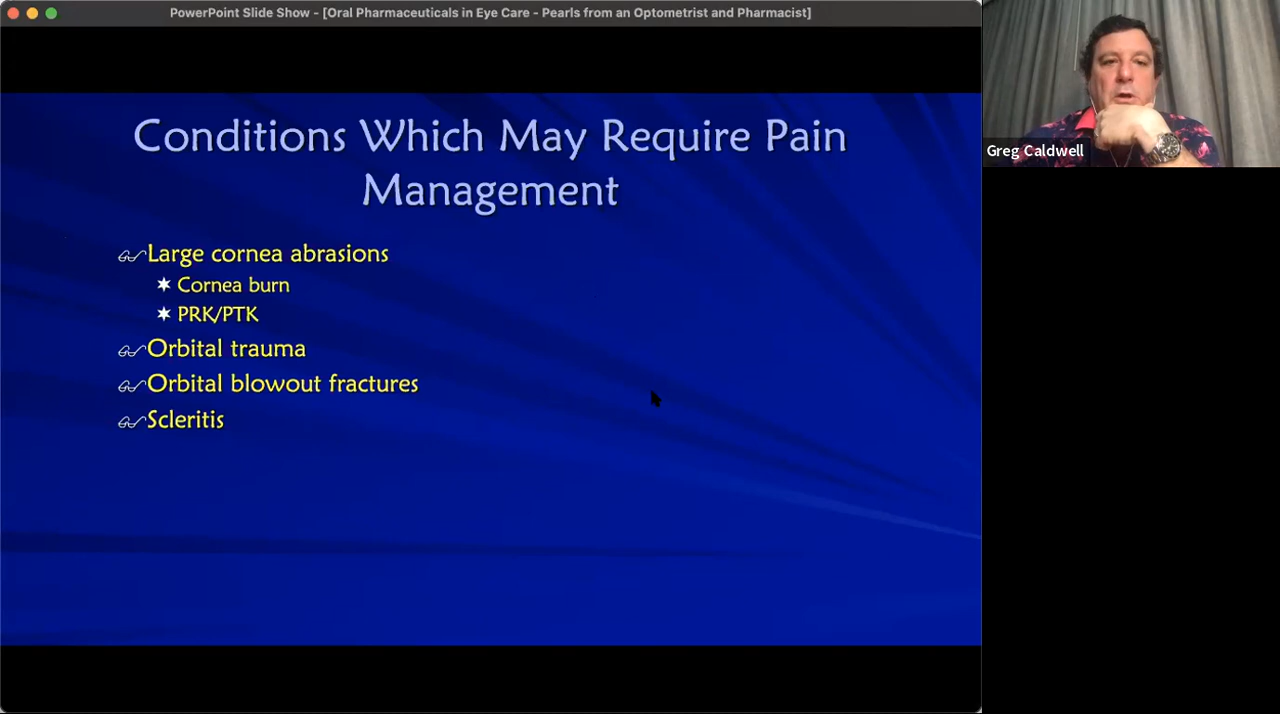 PowerPoint Slide Show - [Oral Pharmaceuticals in Eye Care - Pearls from an Optometrist and Pharmacist]
Conditions Which May Require Pain
Management
Large cornea abrasions
Cornea burn
PRK/PTK
Orbital trauma
Orbital blowout fractures
Scleritis
Greg Caldwell